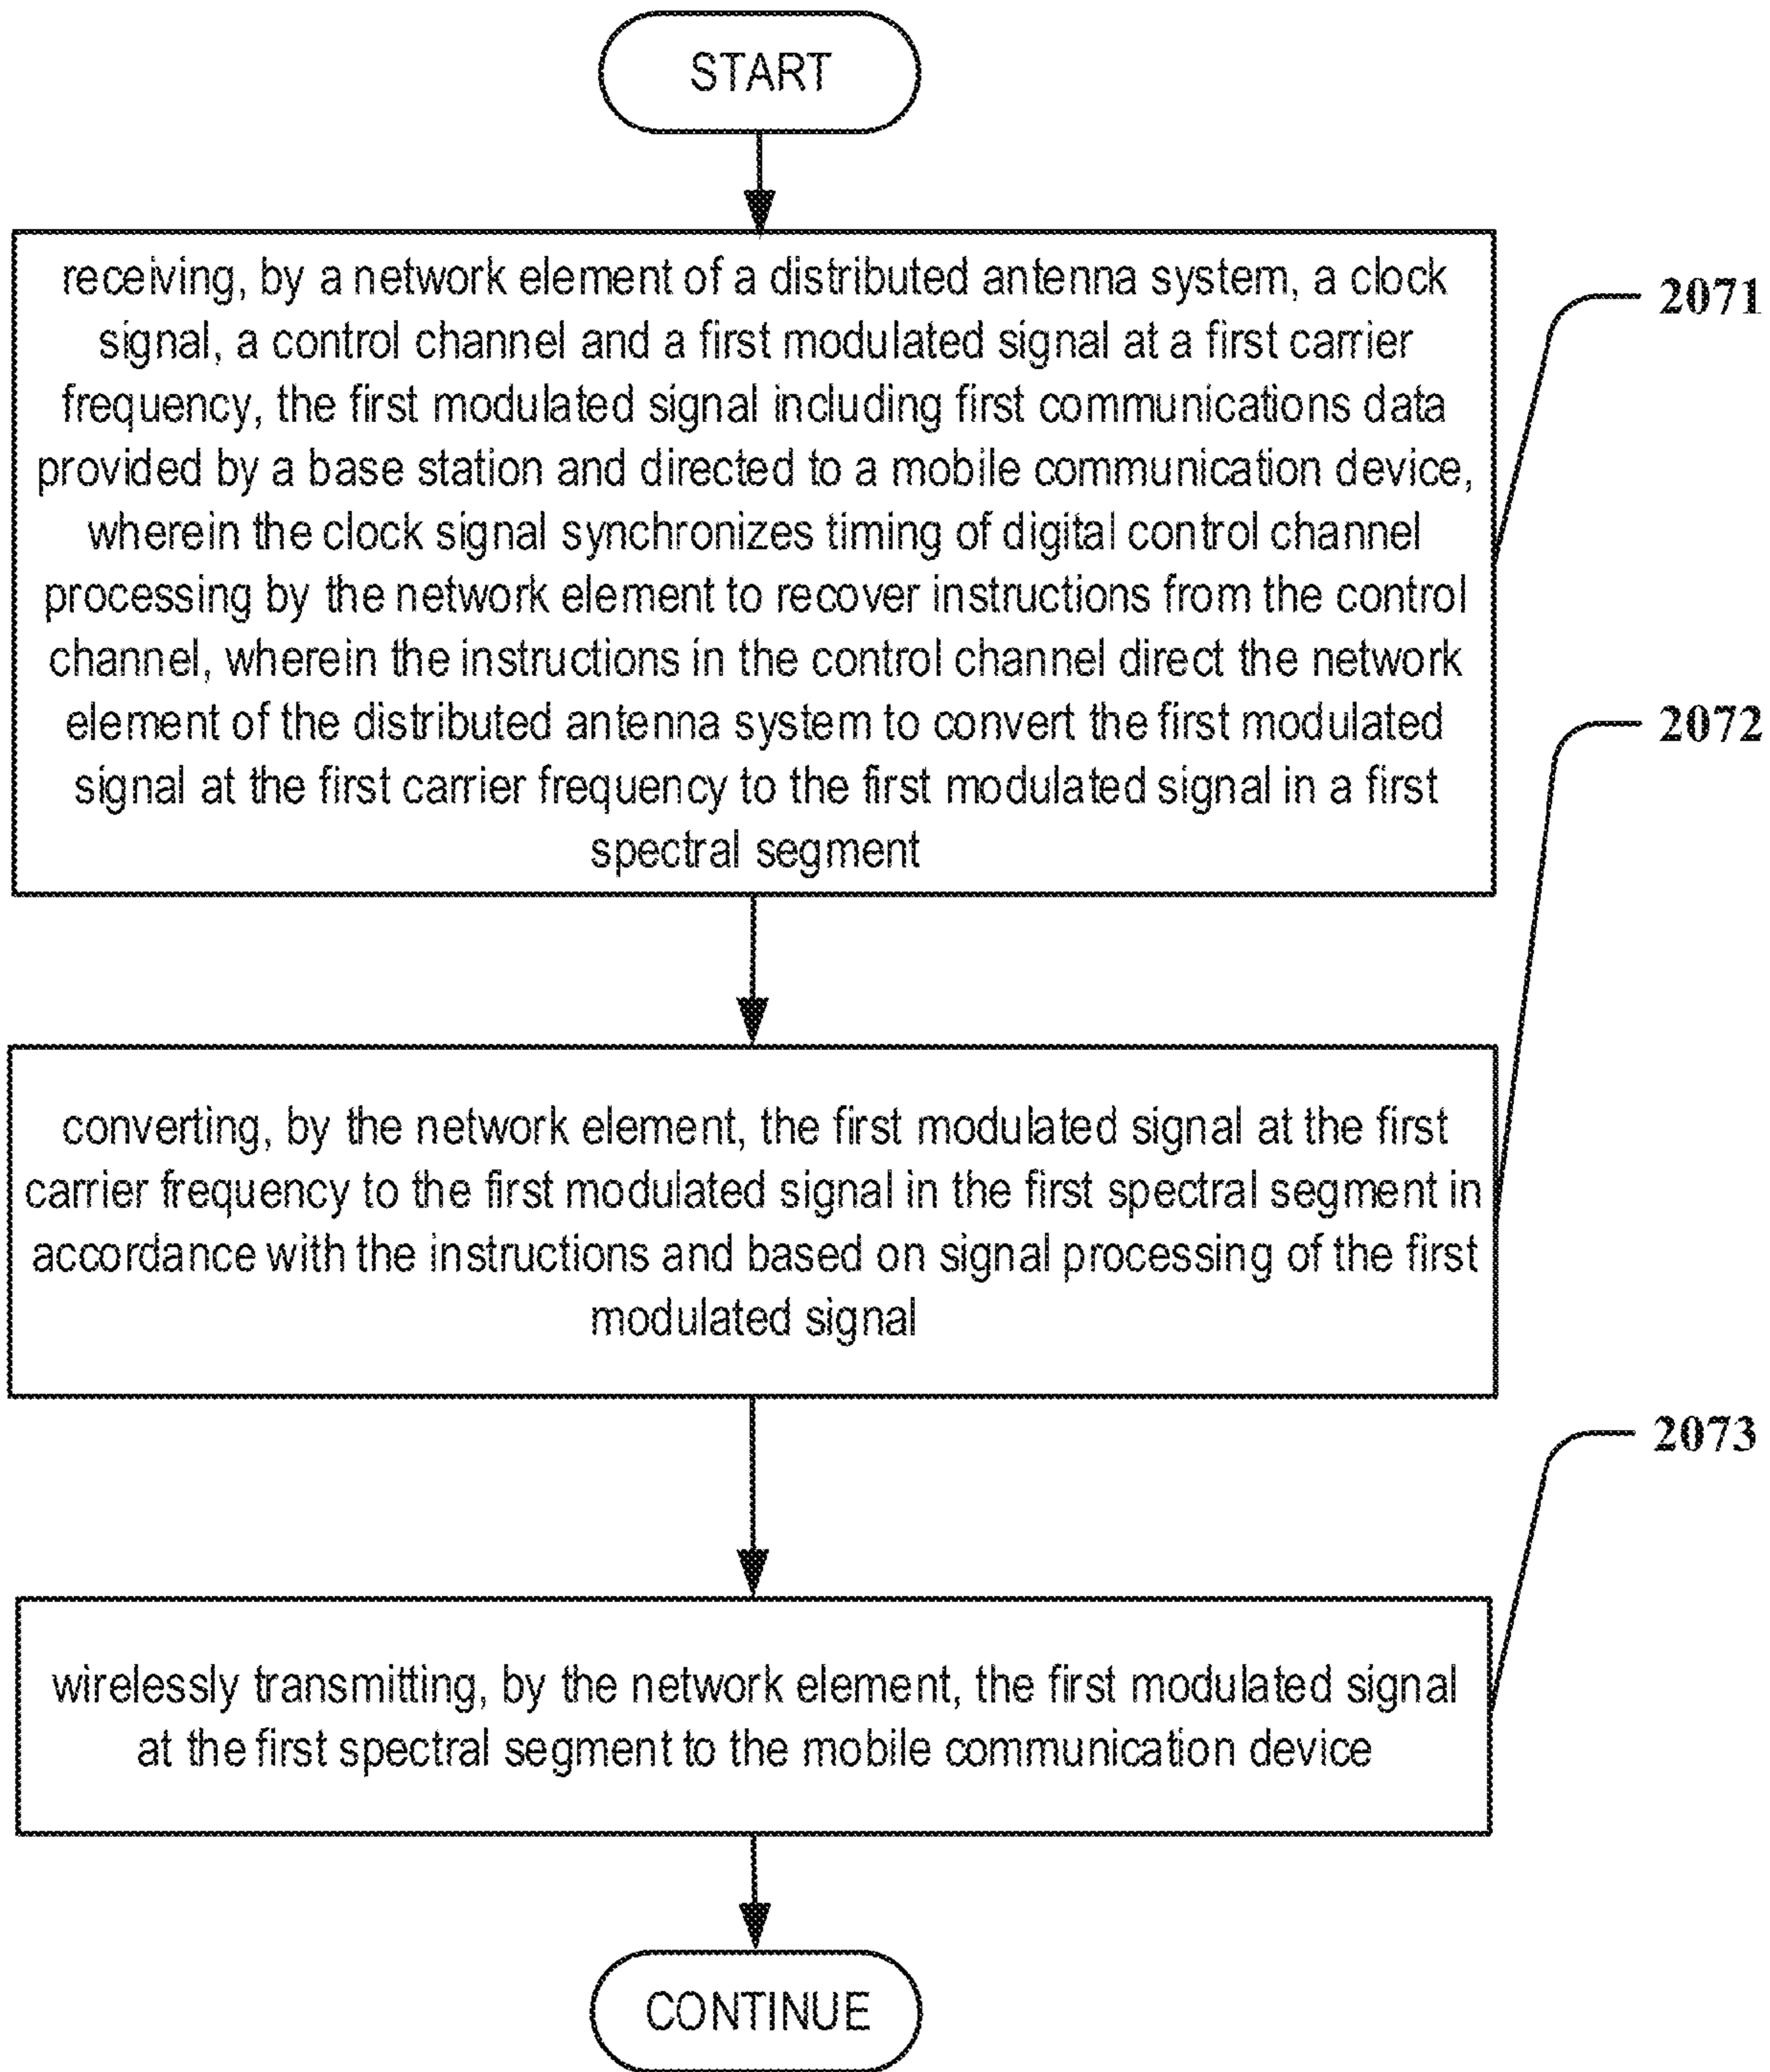 START
receiving, by a network element of a distributed antenna system, a clock
signal, a control channel and a first modulated signal at a first carrier
frequency, the first modulated signal including first communications data
provided by a base station and directed to a mobile communication device,
wherein the clock signal synchronizes timing of digital control channel
processing by the network element to recover instructions from the control
channel, wherein the instructions in the control channel direct the network
element of the distributed antenna system to convert the first modulated
signal at the first carrier frequency to the first modulated signal in a first
spectral segment
2071
converting, by the network element, the first modulated signal at the first
carrier frequency to the first modulated signal in the first spectral segment in
accordance with the instructions and based on signal processing of the first
modulated signal
2072
wirelessly transmitting, by the network element, the first modulated signal
at the first spectral segment to the mobile communication device
2073
CONTINUE